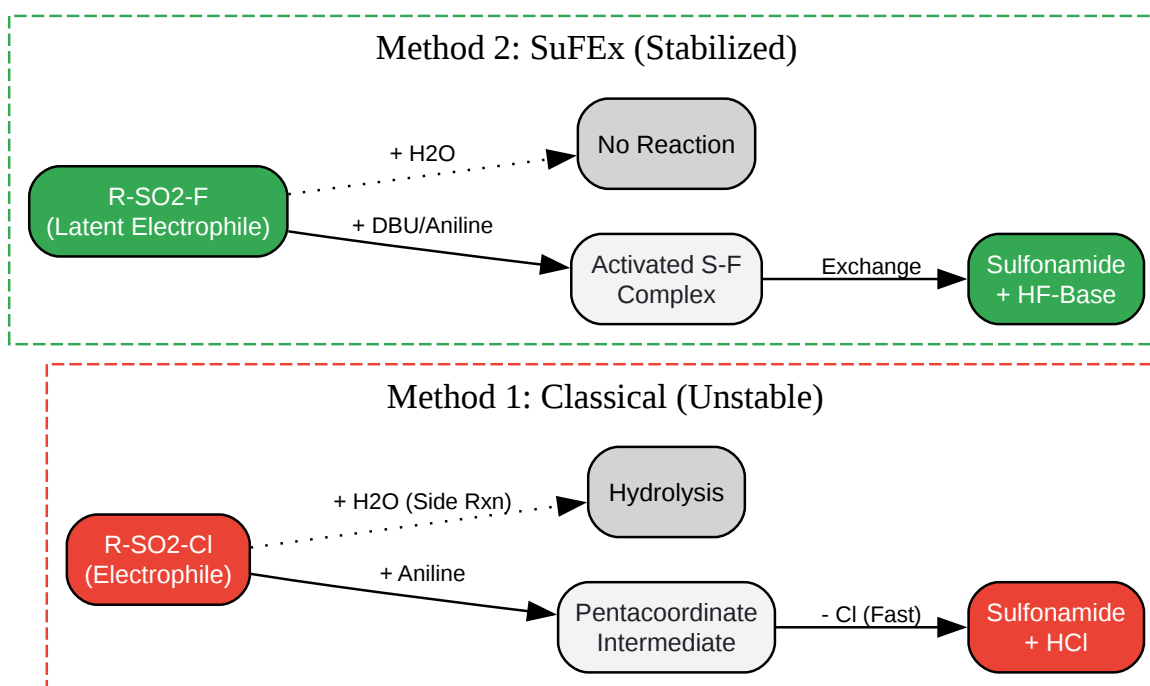 Method 2: SuFEx (Stabilized)
No Reaction
+ H2O
R-SO2-F
(Latent Electrophile)
+ DBU/Aniline
Activated S-F
Complex
Exchange
Sulfonamide
+ HF-Base
Method 1: Classical (Unstable)
Hydrolysis
+ H2O (Side Rxn)
R-SO2-Cl
(Electrophile)
+ Aniline
Pentacoordinate
Intermediate
- Cl (Fast)
Sulfonamide
+ HCl